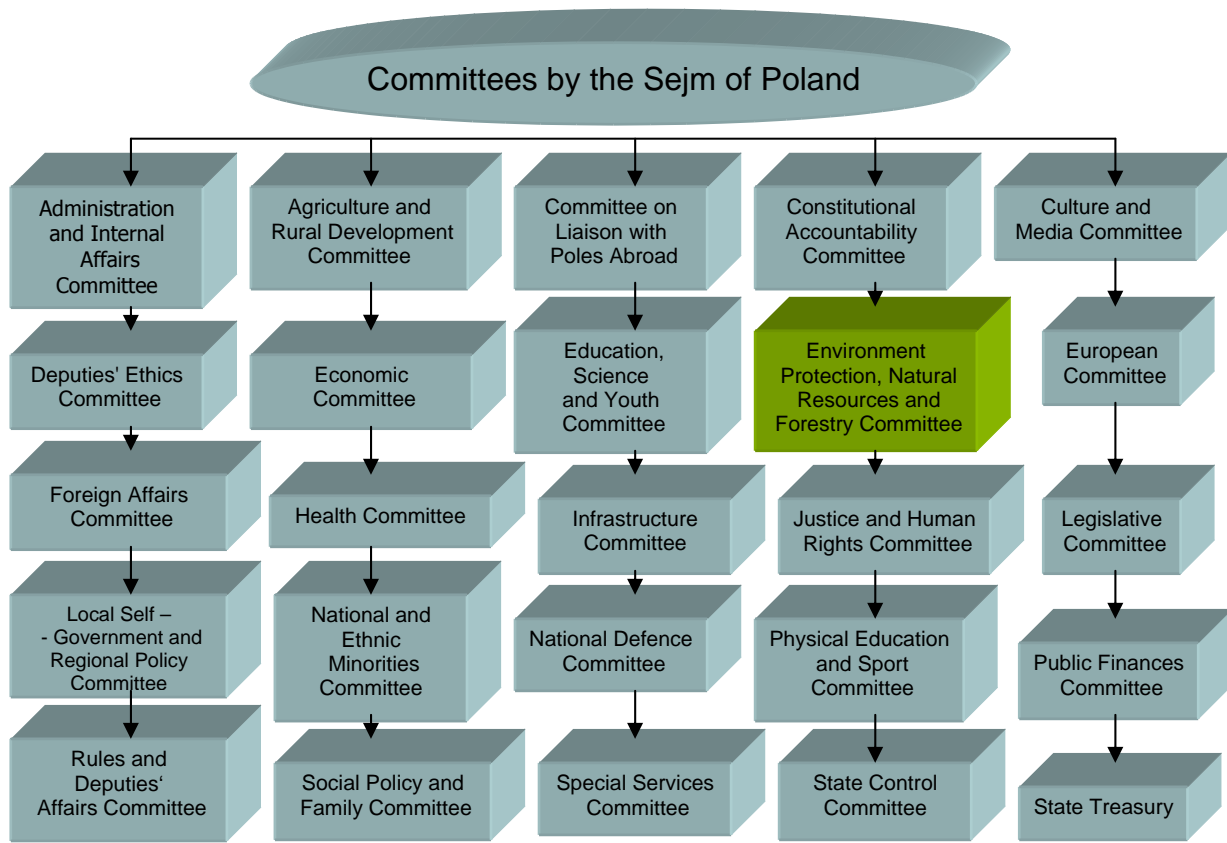 Committees by the Sejm of Poland
Administration
and Internal
Affairs
Committee
Agriculture and
Rural Development
Committee
Committee on
Liaison with
Poles Abroad
Constitutional
Accountability
Committee
Culture and
Media Committee
Deputies' Ethics
Committee
Economic
Committee
Education,
Science
and Youth
Committee
Environment
Protection, Natural
Resources and
Forestry Committee
European
Committee
Foreign Affairs
Committee
Health Committee
Infrastructure
Committee
Justice and Human
Rights Committee
Legislative
Committee
Local Self –
- Government and
Regional Policy
Committee
National and
Ethnic
Minorities
Committee
National Defence
Committee
Physical Education
and Sport
Committee
Public Finances
Committee
Rules and
Deputies‘
Affairs Committee
Social Policy and
Family Committee
Special Services
Committee
State Control
Committee
State Treasury